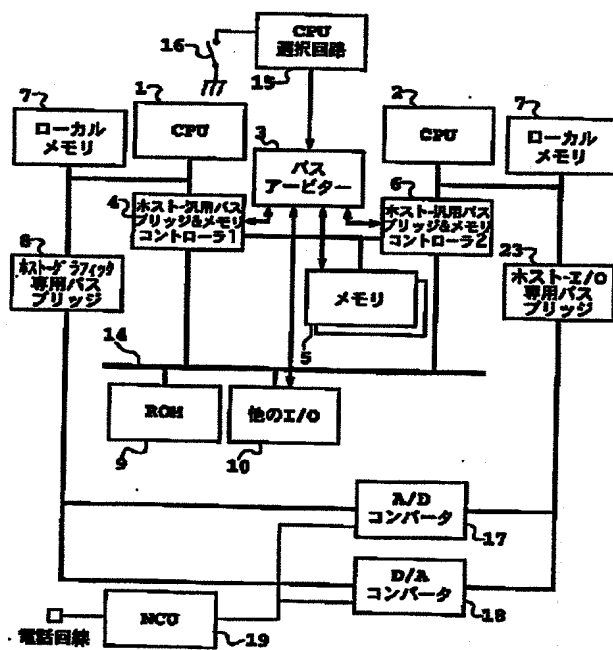 16
CPU
選択回路
15
7
ローカル
メモリ
1
CPU
3
バス
アービター
2
CPU
7
ローカル
メモリ
4
ホスト-汎用バス
ブリッジ&メモリ
コントローラ1
6
ホスト-汎用バス
ブリッジ&メモリ
コントローラ2
8
ホスト-グラフィック
専用バス
ブリッジ
23
ホスト-I/O
専用バス
ブリッジ
メモリ
5
14
ROM
9
他のI/O
10
A/D
コンバータ
17
D/A
コンバータ
18
NCU
19
電話回線